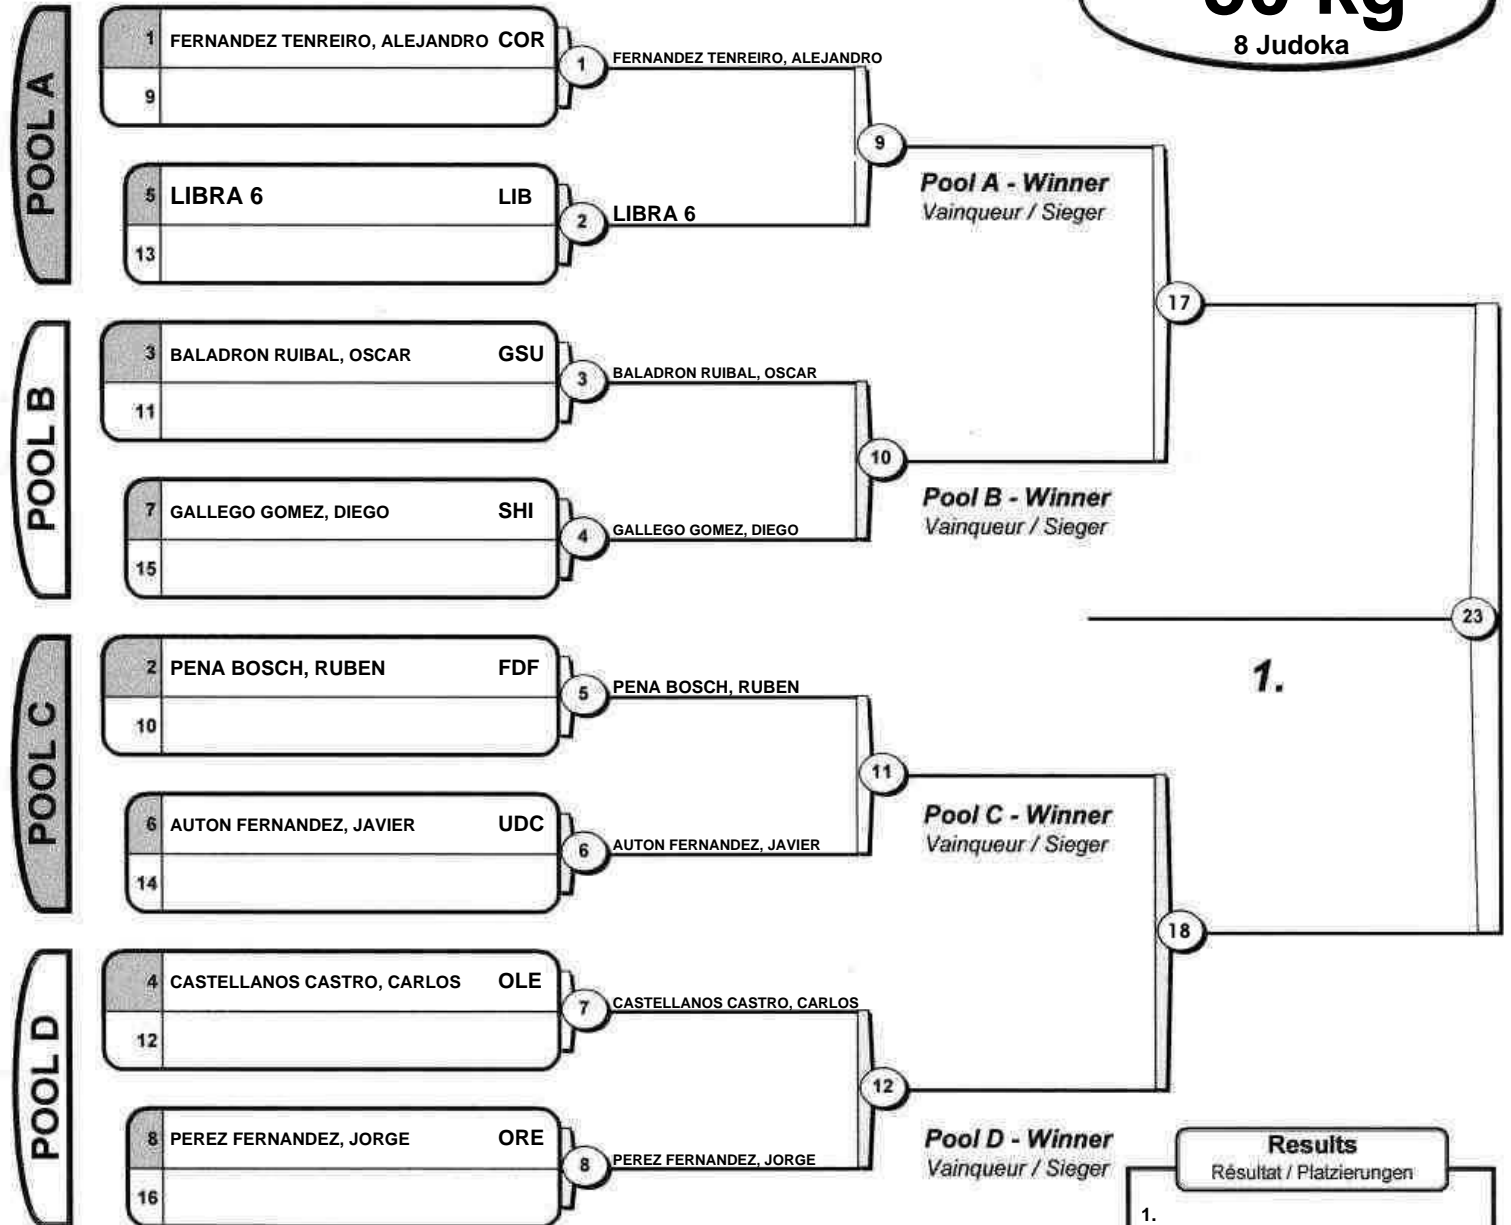 8 Judoka
POOL A
1 FERNANDEZ TENREIRO, ALEJANDRO COR
9
1 FERNANDEZ TENREIRO, ALEJANDRO
5 LIBRA 6 LIB
13
2 LIBRA 6
9
Pool A - Winner
Vainqueur / Sieger
POOL B
3 BALADRON RUIBAL, OSCAR GSU
11
3 BALADRON RUIBAL, OSCAR
7 GALLEGO GOMEZ, DIEGO SHI
15
4 GALLEGO GOMEZ, DIEGO
10
Pool B - Winner
Vainqueur / Sieger
17
POOL C
2 PENA BOSCH, RUBEN FDF
10
5 PENA BOSCH, RUBEN
6 AUTON FERNANDEZ, JAVIER UDC
14
6 AUTON FERNANDEZ, JAVIER
11
Pool C - Winner
Vainqueur / Sieger
POOL D
4 CASTELLANOS CASTRO, CARLOS OLE
12
7 CASTELLANOS CASTRO, CARLOS
8 PEREZ FERNANDEZ, JORGE ORE
16
8 PEREZ FERNANDEZ, JORGE
12
Pool D - Winner
Vainqueur / Sieger
18
23
1.
Results
Résultat / Platzierungen
1.